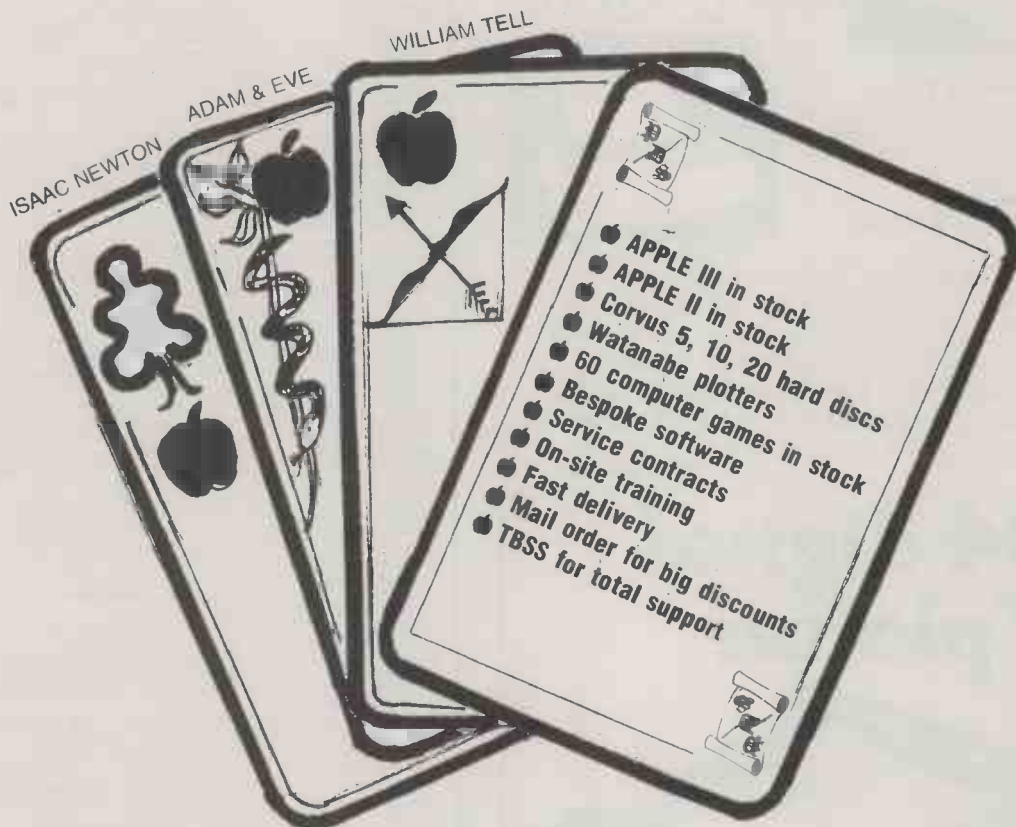 ISAAC NEWTON
ADAM & EVE
WILLIAM TELL
APPLE III in stock
APPLE II in stock
Corvus 5, 10, 20 hard discs
Watanabe plotters
60 computer games in stock
Bespoke software
Service contracts
On-site training
Fast delivery
Mail order for big discounts
TBSS for total support